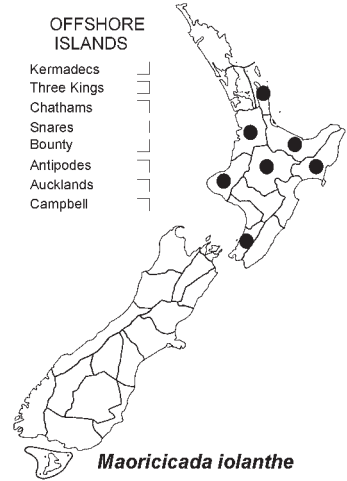 OFFSHORE
ISLANDS
Kermadecs
Three Kings
Chathams
Snares
Bounty
Antipodes
Aucklands
Campbell
Maoricicada iolanthe